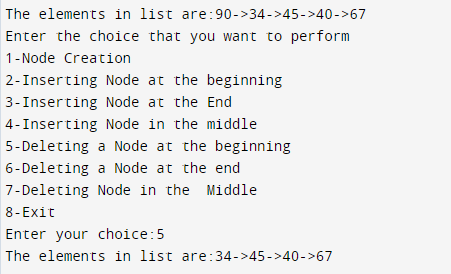 The elements in list are:90->34->45->40->67
Enter the choice that you want to perform
1-Node Creation
2-Inserting Node at the beginning
3-Inserting Node at the End
4-Inserting Node in the middle
5-Deleting a Node at the beginning
6-Deleting a Node at the end
7-Deleting Node in the  Middle
8-Exit
Enter your choice:5
The elements in list are:34->45->40->67